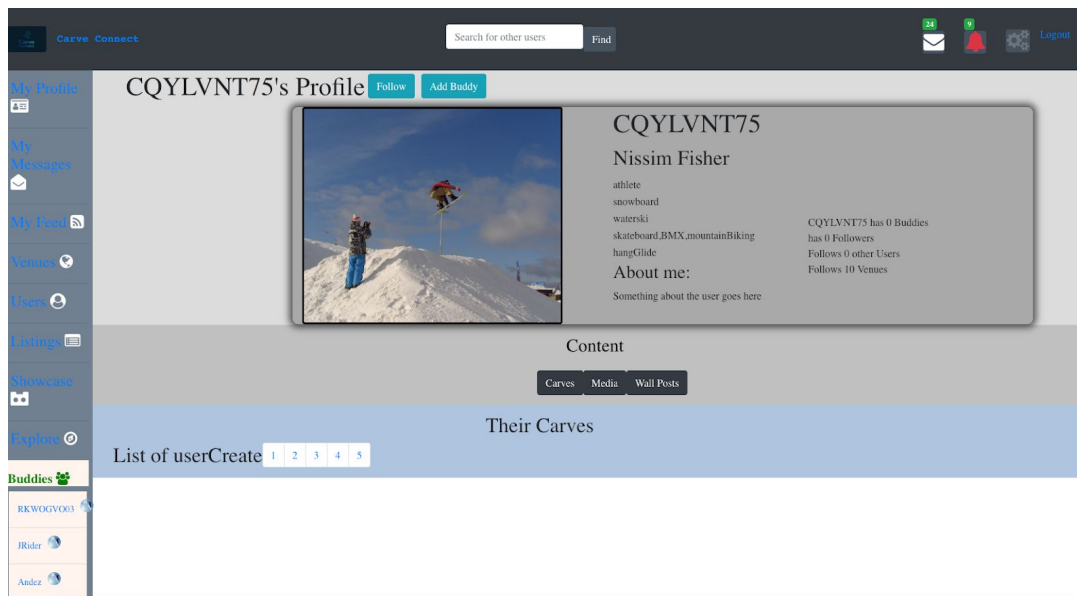 Carve Connect
Search for other users
Find
24
9
Logout
My Profile
My
Messages
My Feed
Venues
Users
Listings
Showcase
Explore
Buddies
RKWOGVO03
JRider
Andez
CQYLVNT75's Profile
Follow
Add Buddy
CQYLVNT75
Nissim Fisher
athlete
snowboard
waterski
skateboard,BMX,mountainBiking
hangGlide
About me:
Something about the user goes here
CQYLVNT75 has 0 Buddies
has 0 Followers
Follows 0 other Users
Follows 10 Venues
Content
Carves Media Wall Posts
Their Carves
List of userCreate 1 2 3 4 5